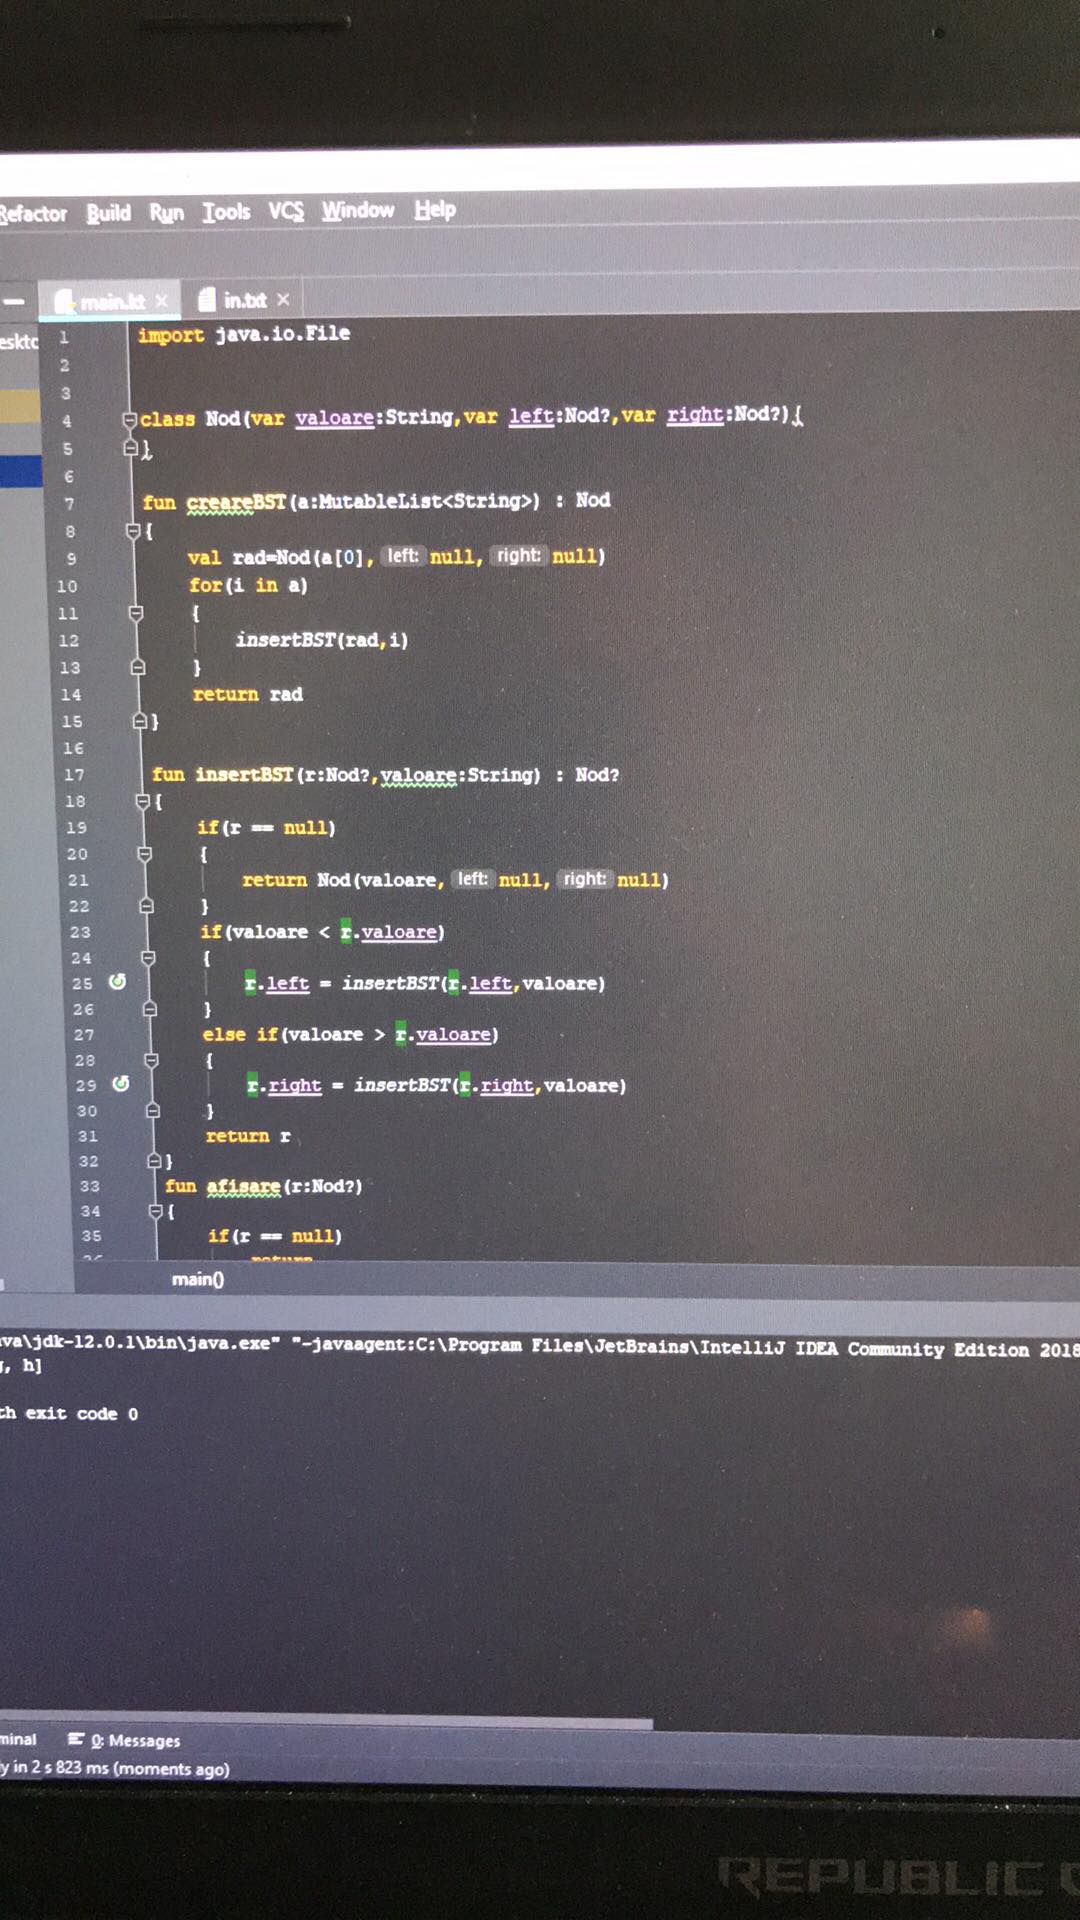 Refactor Build Run Tools VCS Window Help
main.kt in.txt
1 import java.io.File
2
3
4 class Nod(var valoare:String,var left:Nod?,var right:Nod?){
5 }
6
7 fun creareBST(a:MutableList<String>) : Nod
8 {
9 val rad=Nod(a[0], left: null, right: null)
10 for(i in a)
11 {
12 insertBST(rad,i)
13 }
14 return rad
15 }
16
17 fun insertBST(r:Nod?,valoare:String) : Nod?
18 {
19 if(r == null)
20 {
21 return Nod(valoare, left: null, right: null)
22 }
23 if(valoare < r.valoare)
24 {
25 r.left = insertBST(r.left,valoare)
26 }
27 else if(valoare > r.valoare)
28 {
29 r.right = insertBST(r.right,valoare)
30 }
31 return r
32 }
33 fun afisare(r:Nod?)
34 {
35 if(r == null)
return
main()
va\jdk-12.0.1\bin\java.exe" "-javaagent:C:\Program Files\JetBrains\IntelliJ IDEA Community Edition 2018
, h]
th exit code 0
minal 0: Messages
y in 2 s 823 ms (moments ago)
REPUBLIC